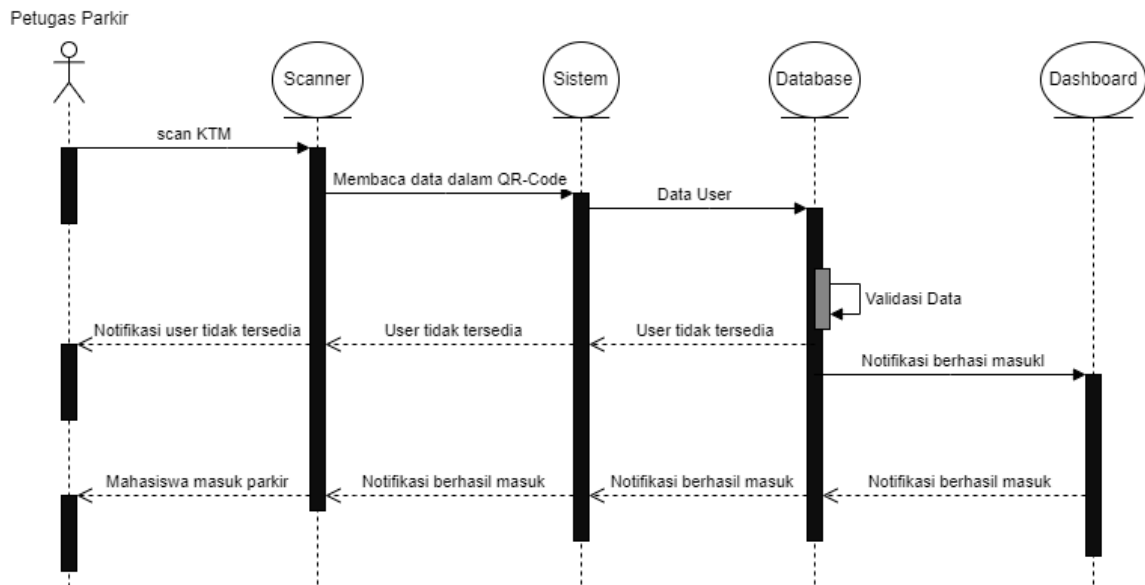 Petugas Parkir
Scanner
Sistem
Database
Dashboard
scan KTM
Membaca data dalam QR-Code
Data User
Validasi Data
Notifikasi user tidak tersedia
User tidak tersedia
User tidak tersedia
Notifikasi berhasi masukl
Mahasiswa masuk parkir
Notifikasi berhasil masuk
Notifikasi berhasil masuk
Notifikasi berhasil masuk